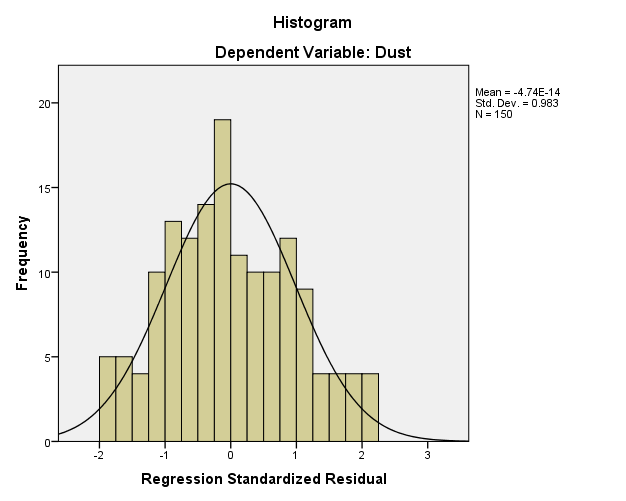 Histogram
Dependent Variable: Dust
Mean = -4.74E-14
Std. Dev. = 0.983
N = 150
20
15
10
5
0
Frequency
-2 -1 0 1 2 3
Regression Standardized Residual